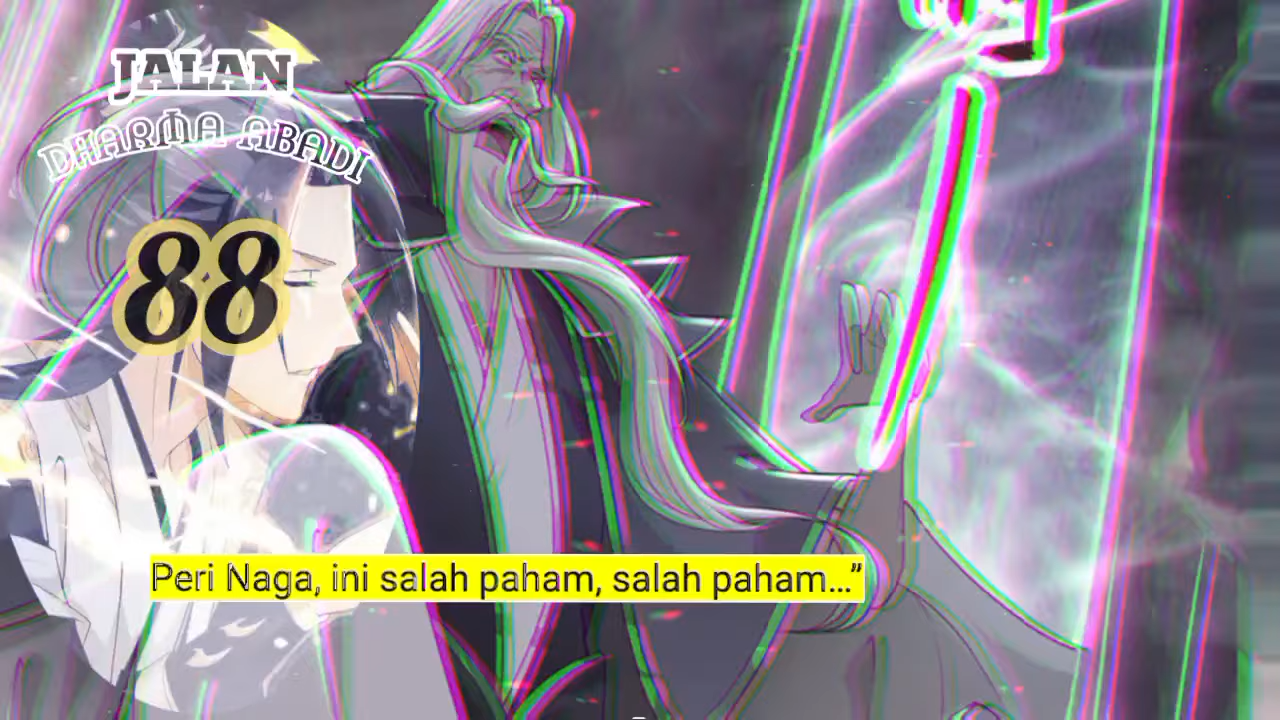 JALAN
DHARMA ABADI
88
Peri Naga, ini salah paham, salah paham...”